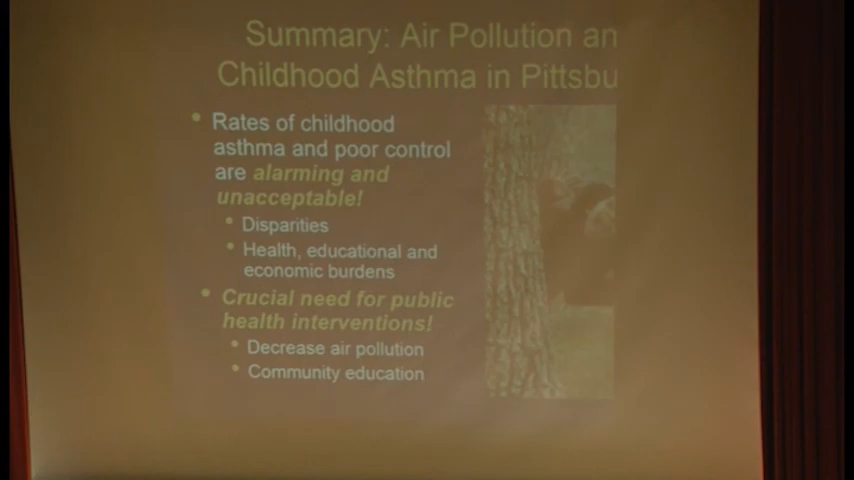 Summary: Air Pollution an
Childhood Asthma in Pittsbu
• Rates of childhood
asthma and poor control
are alarming and
unacceptable!
• Disparities
• Health, educational and
economic burdens
• Crucial need for public
health interventions!
• Decrease air pollution
• Community education